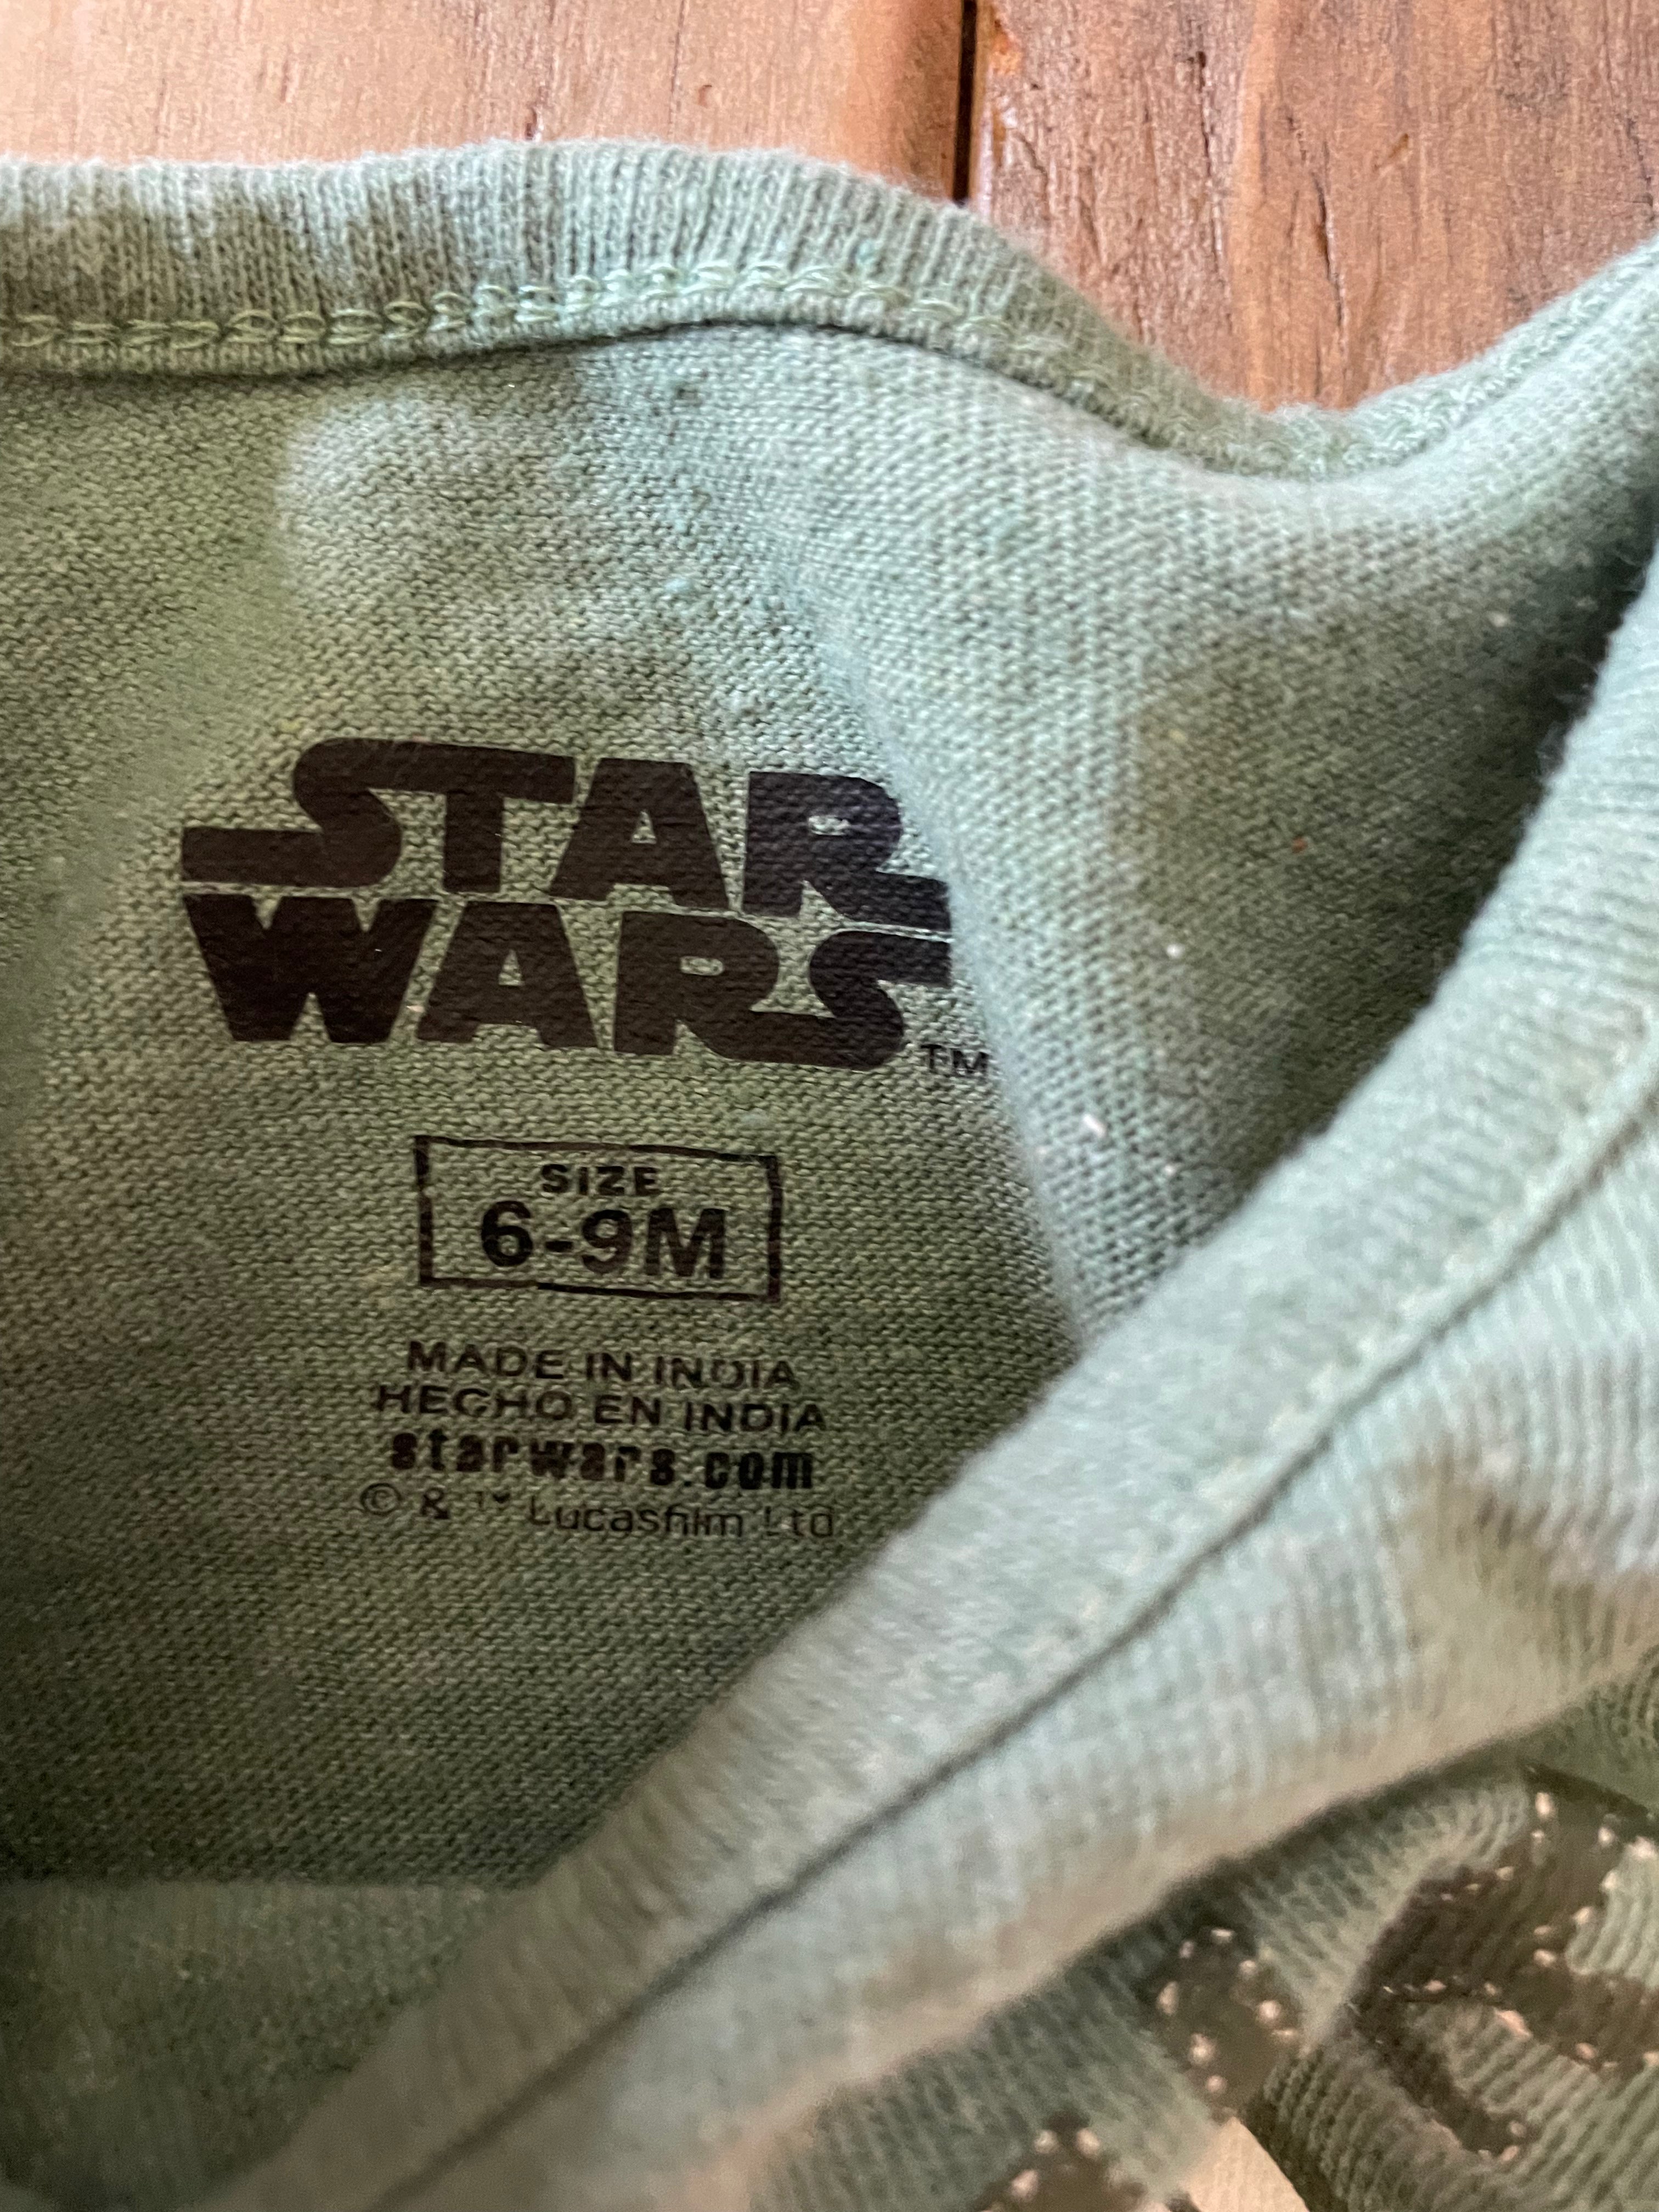 STAR
WARS
TM
SIZE
6-9M
MADE IN INDIA
HECHO EN INDIA
starwars.com
© & ™ Lucasfilm Ltd